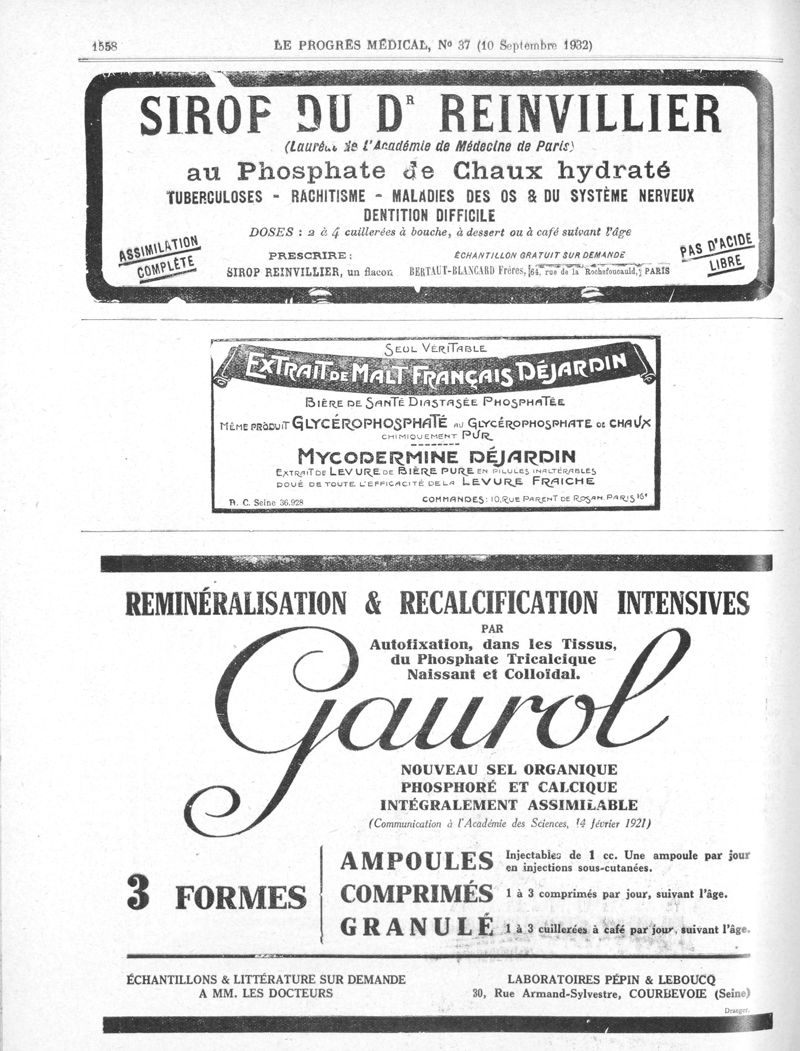 1558
LE PROGRÈS MÉDICAL, No 37 (10 Septembre 1932)
SIROP DU DR REINVILLIER
(Lauréat de l'Académie de Médecine de Paris)
au Phosphate de Chaux hydraté
TUBERCULOSES - RACHITISME - MALADIES DES OS & DU SYSTÈME NERVEUX
DENTITION DIFFICILE
DOSES : 2 à 4 cuillerées à bouche, à dessert ou à café suivant l'âge
ASSIMILATION
COMPLÈTE
PRESCRIRE :
SIROP REINVILLIER, un flacon
ÉCHANTILLON GRATUIT SUR DEMANDE
BERTAUT-BLANCARD Frères, [64, rue de la Rochefoucauld,] PARIS
PAS D'ACIDE
LIBRE
SEUL VÉRITABLE
EXTRAIT DE MALT FRANÇAIS DÉJARDIN
BIÈRE DE SANTÉ DIASTASÉE PHOSPHATÉE
MÊME PRODUIT GLYCÉROPHOSPHATÉ AU GLYCÉROPHOSPHATE DE CHAUX
CHIMIQUEMENT PUR
MYCODERMINE DÉJARDIN
EXTRAIT DE LEVURE DE BIÈRE PURE EN PILULES INALTÉRABLES
DOUÉ DE TOUTE L'EFFICACITÉ DE LA LEVURE FRAICHE
R. C. Seine 36.928
COMMANDES : 10, RUE PARENT DE ROSAN, PARIS 16e
REMINÉRALISATION & RECALCIFICATION INTENSIVES
PAR
Autofixation, dans les Tissus,
du Phosphate Tricalcique
Naissant et Colloïdal.
Gaurol
NOUVEAU SEL ORGANIQUE
PHOSPHORÉ ET CALCIQUE
INTÉGRALEMENT ASSIMILABLE
(Communication à l'Académie des Sciences, 14 février 1921)
3 FORMES
AMPOULES Injectables de 1 cc. Une ampoule par jour
en injections sous-cutanées.
COMPRIMÉS 1 à 3 comprimés par jour, suivant l'âge.
GRANULÉ 1 à 3 cuillerées à café par jour, suivant l'âge.
ÉCHANTILLONS & LITTÉRATURE SUR DEMANDE
A MM. LES DOCTEURS
LABORATOIRES PÉPIN & LEBOUCQ
30, Rue Armand-Sylvestre, COURBEVOIE (Seine)
Draeger.